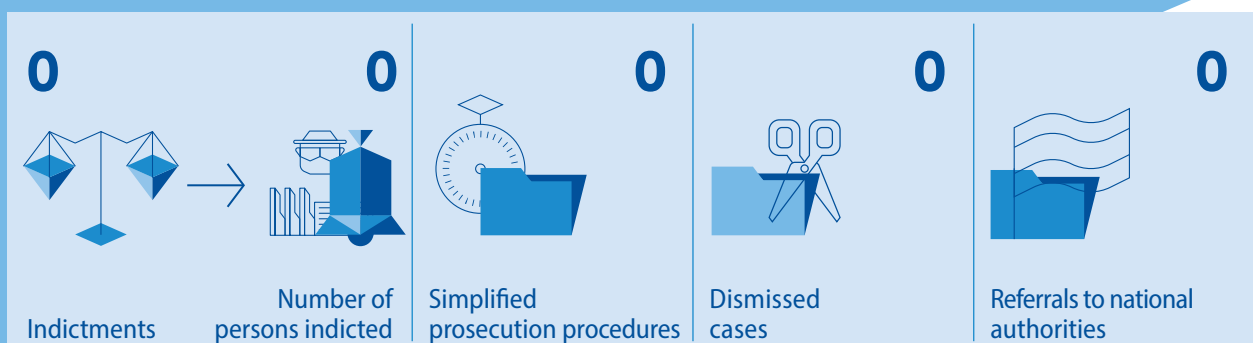 0
0
Indictments
Number of
persons indicted
0
Simplified
prosecution procedures
0
Dismissed
cases
0
Referrals to national
authorities